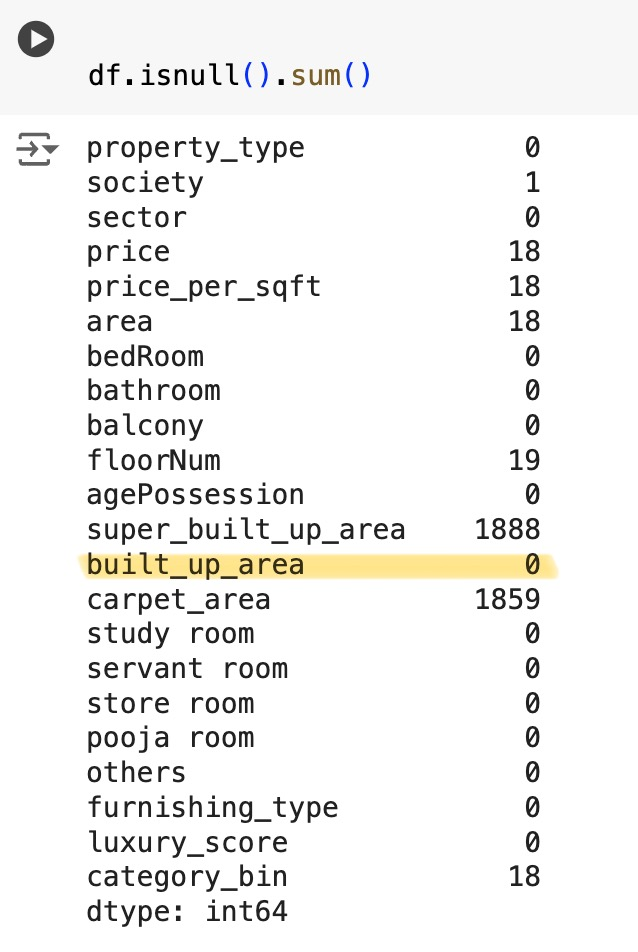 df.isnull().sum()
property_type 0
society 1
sector 0
price 18
price_per_sqft 18
area 18
bedRoom 0
bathroom 0
balcony 0
floorNum 19
agePossession 0
super_built_up_area 1888
built_up_area 0
carpet_area 1859
study room 0
servant room 0
store room 0
pooja room 0
others 0
furnishing_type 0
luxury_score 0
category_bin 18
dtype: int64